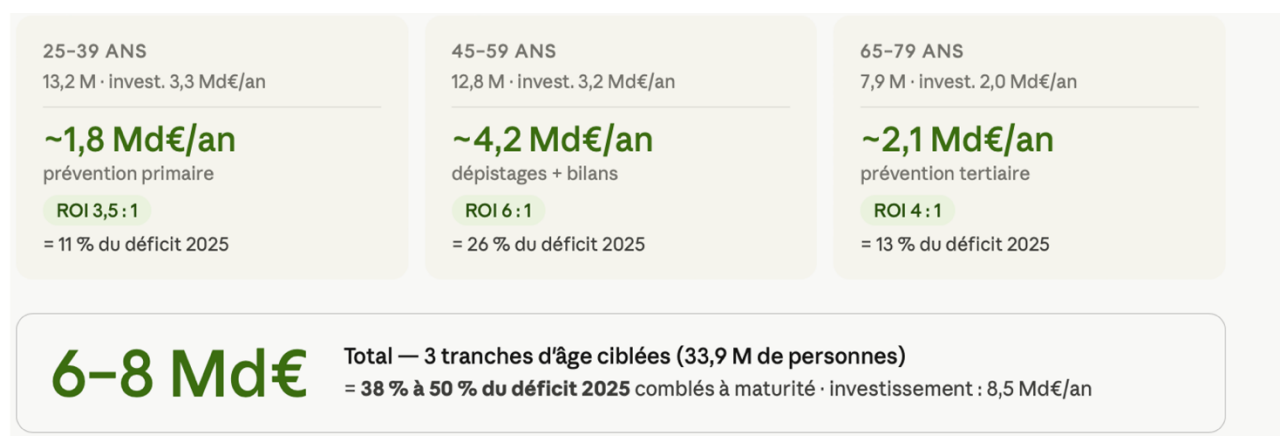 25–39 ANS
13,2 M · invest. 3,3 Md€/an
~1,8 Md€/an
prévention primaire
ROI 3,5 : 1
= 11 % du déficit 2025
45–59 ANS
12,8 M · invest. 3,2 Md€/an
~4,2 Md€/an
dépistages + bilans
ROI 6 : 1
= 26 % du déficit 2025
65–79 ANS
7,9 M · invest. 2,0 Md€/an
~2,1 Md€/an
prévention tertiaire
ROI 4 : 1
= 13 % du déficit 2025
6–8 Md€
Total — 3 tranches d'âge ciblées (33,9 M de personnes)
= 38 % à 50 % du déficit 2025 comblés à maturité · investissement : 8,5 Md€/an